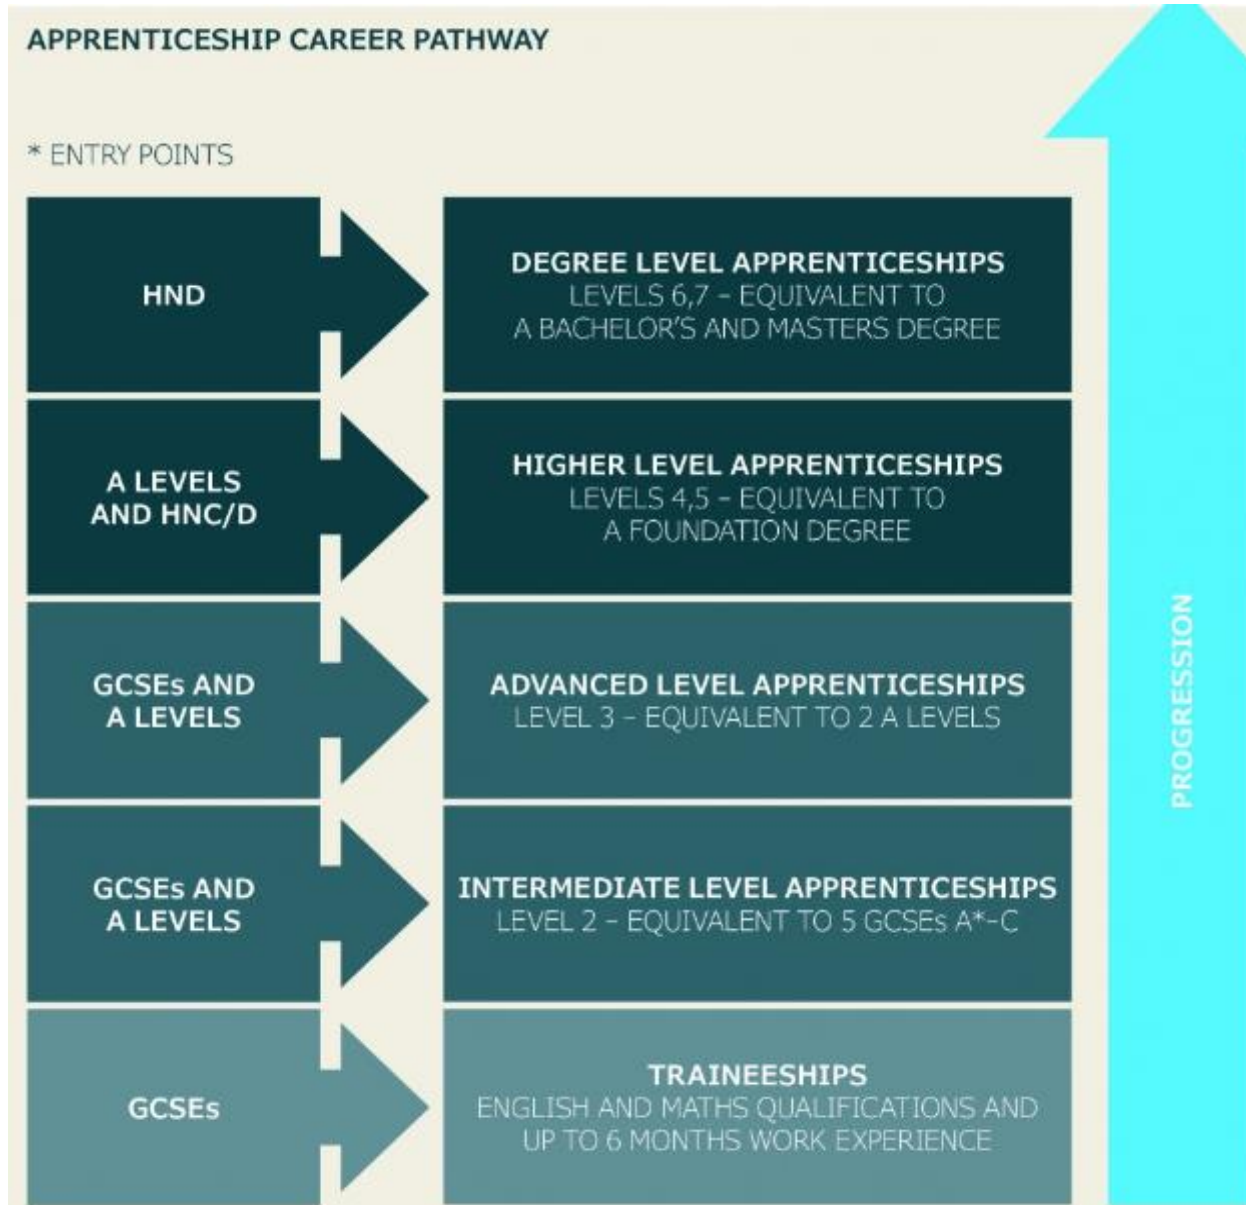 APPRENTICESHIP CAREER PATHWAY
* ENTRY POINTS
HND
DEGREE LEVEL APPRENTICESHIPS
LEVELS 6,7 – EQUIVALENT TO
A BACHELOR'S AND MASTERS DEGREE
A LEVELS
AND HNC/D
HIGHER LEVEL APPRENTICESHIPS
LEVELS 4,5 – EQUIVALENT TO
A FOUNDATION DEGREE
GCSEs AND
A LEVELS
ADVANCED LEVEL APPRENTICESHIPS
LEVEL 3 – EQUIVALENT TO 2 A LEVELS
GCSEs AND
A LEVELS
INTERMEDIATE LEVEL APPRENTICESHIPS
LEVEL 2 – EQUIVALENT TO 5 GCSEs A*–C
GCSEs
TRAINEESHIPS
ENGLISH AND MATHS QUALIFICATIONS AND
UP TO 6 MONTHS WORK EXPERIENCE
PROGRESSION